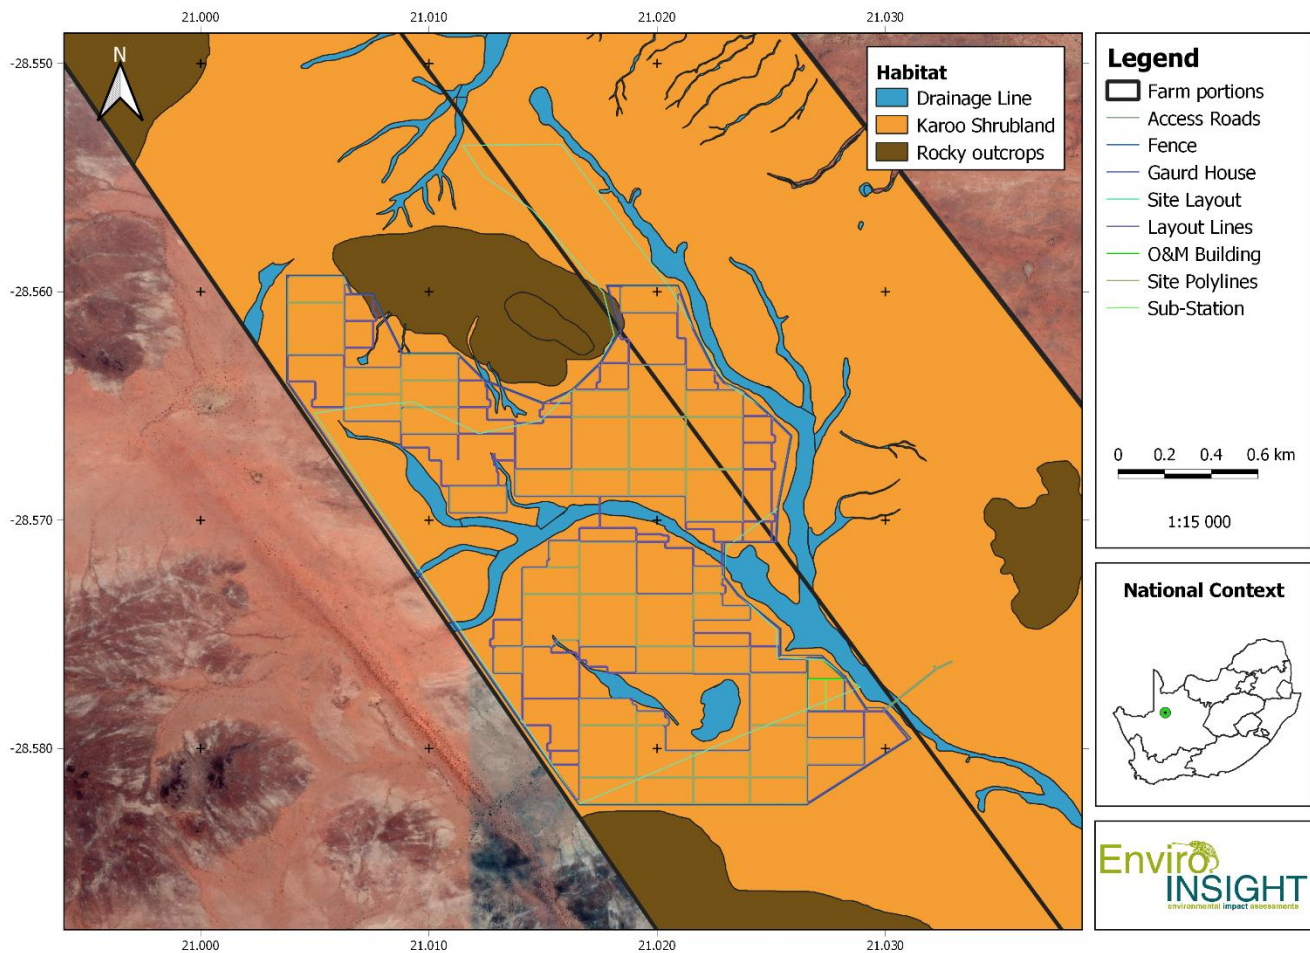 21.000 21.010 21.020 21.030
-28.550
-28.560
-28.570
-28.580
N
Habitat
Drainage Line
Karoo Shrubland
Rocky outcrops
21.000 21.010 21.020 21.030
Legend
Farm portions
Access Roads
Fence
Gaurd House
Site Layout
Layout Lines
O&M Building
Site Polylines
Sub-Station
0 0.2 0.4 0.6 km
1:15 000
National Context
Enviro
INSIGHT
environmental impact assessments